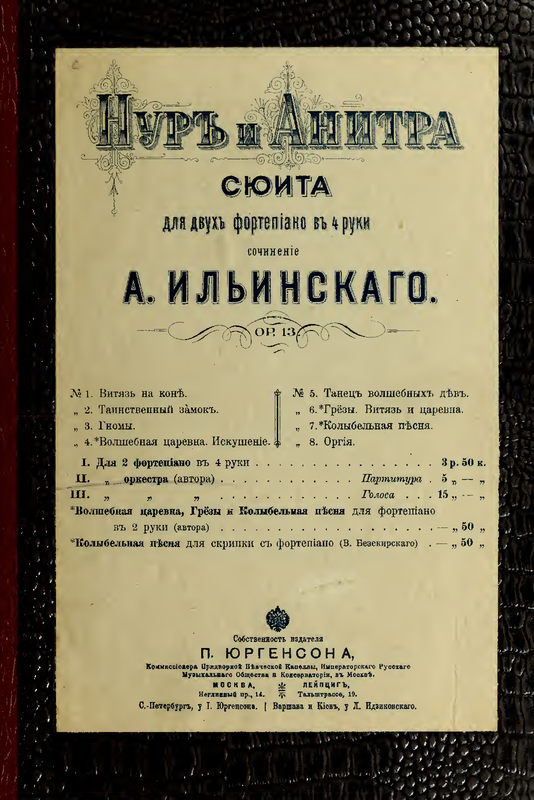 Нуръ и Анитра
СЮИТА
для двухъ фортепіано въ 4 руки
сочиненіе
А. ИЛЬИНСКАГО.
OP. 13.
№ 1. Витязь на конѣ.
„ 2. Таинственный за̀мокъ.
„ 3. Гномы.
„ 4.*Волшебная царевна. Искушеніе.
№ 5. Танецъ волшебныхъ дѣвъ.
„ 6.*Грёзы. Витязь и царевна.
„ 7.*Колыбельная пѣсня.
„ 8. Оргія.
I. Для 2 фортепіано въ 4 руки . . . . . . . . . . . . . . . . . 3 р. 50 к.
II. „ оркестра (автора) . . . . . . . . . . . Партитура . 5 „ — „
III. „ „ „ . . . . . . . . . . . . Голоса . . . 15 „ — „
*Волшебная царевна, Грёзы и Колыбельная пѣсня для фортепіано
въ 2 руки (автора) . . . . . . . . . . . . . . . . . . . — „ 50 „
*Колыбельная пѣсня для скрипки съ фортепіано (В. Безекирскаго) . — „ 50 „
Собственность издателя
П. ЮРГЕНСОНА,
Коммиссіонера Придворной Пѣвческой Капеллы, Императорскаго Русскаго
Музыкальнаго Общества и Консерваторіи, въ Москвѣ.
МОСКВА, ЛЕЙПЦИГЪ,
Неглинный пр., 14. Тальштрассе, 19.
С.-Петербургъ, у І. Юргенсона. | Варшава и Кіевъ, у Л. Идзиковскаго.